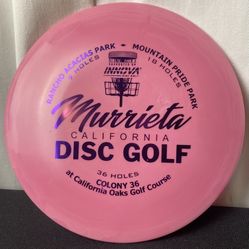 RANCHO ACACIAS PARK - MOUNTAIN PRIDE PARK
9 HOLES
18 HOLES
INNOVA
Murrieta
CALIFORNIA
DISC GOLF
36 HOLES
COLONY 36
at California Oaks Golf Course